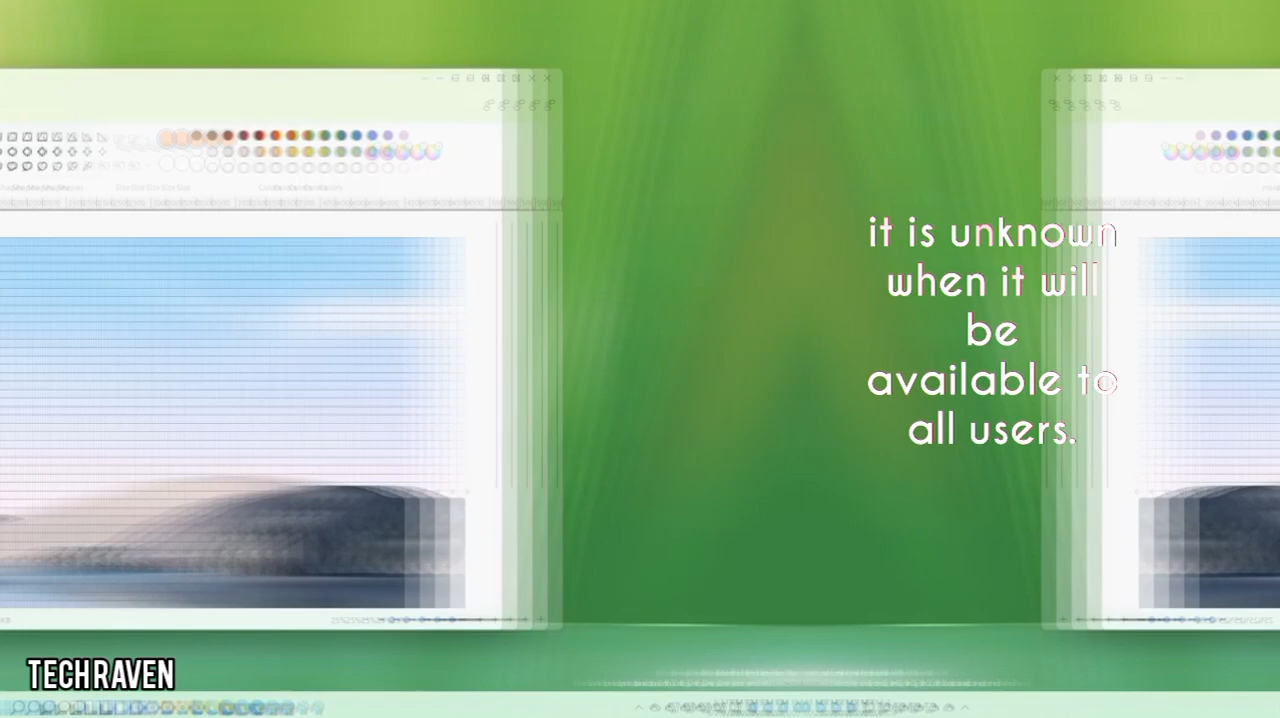 it is unknown
when it will
be
available to
all users.
TECHRAVEN